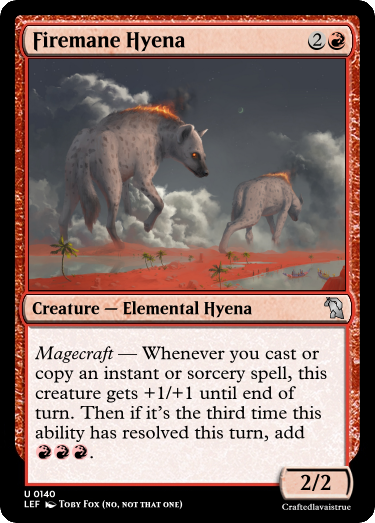 Firemane Hyena 2
Creature — Elemental Hyena
Magecraft — Whenever you cast or
copy an instant or sorcery spell, this
creature gets +1/+1 until end of
turn. Then if it's the third time this
ability has resolved this turn, add
.
2/2
U 0140
LEF Toby Fox (no, not that one)
Craftedlavaistrue